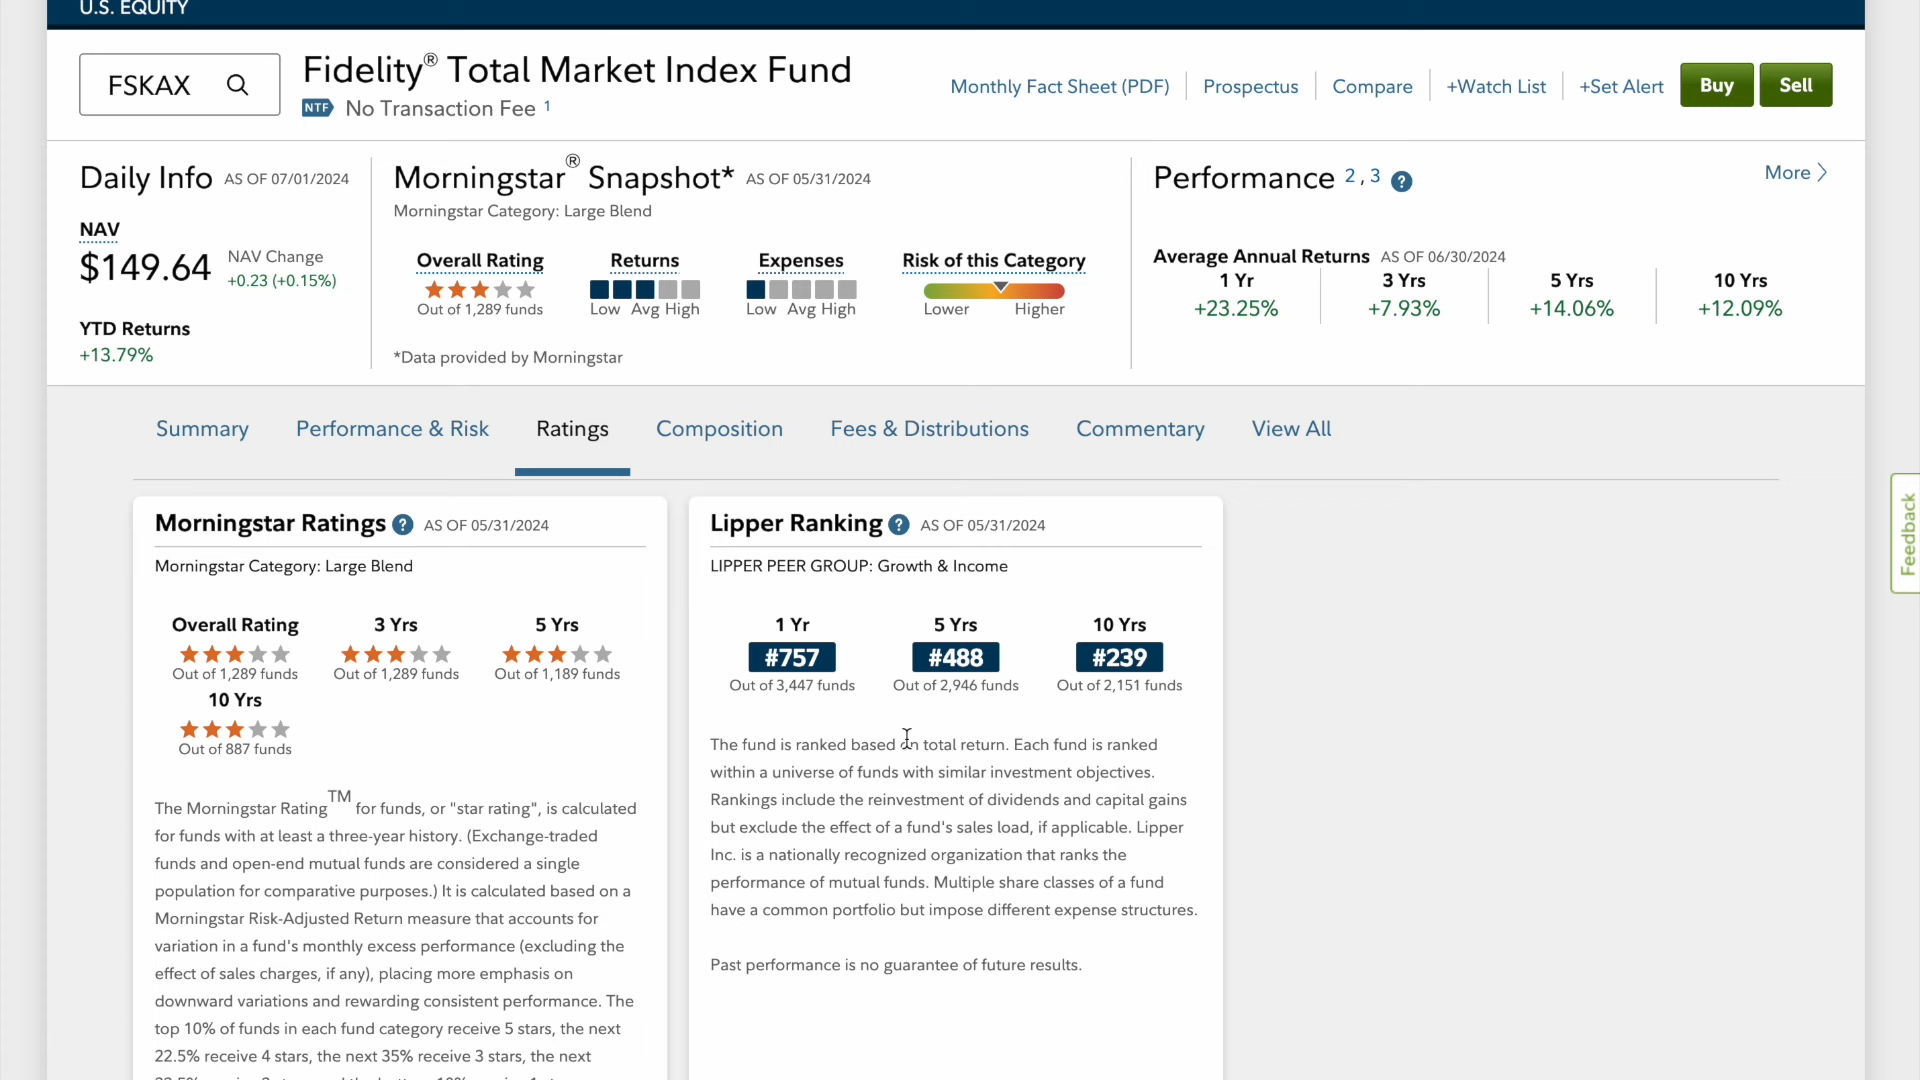 U.S. EQUITY
FSKAX
Fidelity® Total Market Index Fund
NTF No Transaction Fee 1
Monthly Fact Sheet (PDF)
Prospectus
Compare
+Watch List
+Set Alert
Buy
Sell
Daily Info AS OF 07/01/2024
NAV
$149.64
NAV Change
+0.23 (+0.15%)
YTD Returns
+13.79%
Morningstar® Snapshot* AS OF 05/31/2024
Morningstar Category: Large Blend
Overall Rating
Out of 1,289 funds
Returns
Low Avg High
Expenses
Low Avg High
Risk of this Category
Lower Higher
*Data provided by Morningstar
Performance 2 , 3 ?
More
Average Annual Returns AS OF 06/30/2024
1 Yr 3 Yrs 5 Yrs 10 Yrs
+23.25% +7.93% +14.06% +12.09%
Summary
Performance & Risk
Ratings
Composition
Fees & Distributions
Commentary
View All
Feedback
Morningstar Ratings ? AS OF 05/31/2024
Morningstar Category: Large Blend
Overall Rating 3 Yrs 5 Yrs
Out of 1,289 funds Out of 1,289 funds Out of 1,189 funds
10 Yrs
Out of 887 funds
The Morningstar Rating™ for funds, or "star rating", is calculated
for funds with at least a three-year history. (Exchange-traded
funds and open-end mutual funds are considered a single
population for comparative purposes.) It is calculated based on a
Morningstar Risk-Adjusted Return measure that accounts for
variation in a fund's monthly excess performance (excluding the
effect of sales charges, if any), placing more emphasis on
downward variations and rewarding consistent performance. The
top 10% of funds in each fund category receive 5 stars, the next
22.5% receive 4 stars, the next 35% receive 3 stars, the next
Lipper Ranking ? AS OF 05/31/2024
LIPPER PEER GROUP: Growth & Income
1 Yr 5 Yrs 10 Yrs
#757 #488 #239
Out of 3,447 funds Out of 2,946 funds Out of 2,151 funds
The fund is ranked based on total return. Each fund is ranked
within a universe of funds with similar investment objectives.
Rankings include the reinvestment of dividends and capital gains
but exclude the effect of a fund's sales load, if applicable. Lipper
Inc. is a nationally recognized organization that ranks the
performance of mutual funds. Multiple share classes of a fund
have a common portfolio but impose different expense structures.
Past performance is no guarantee of future results.